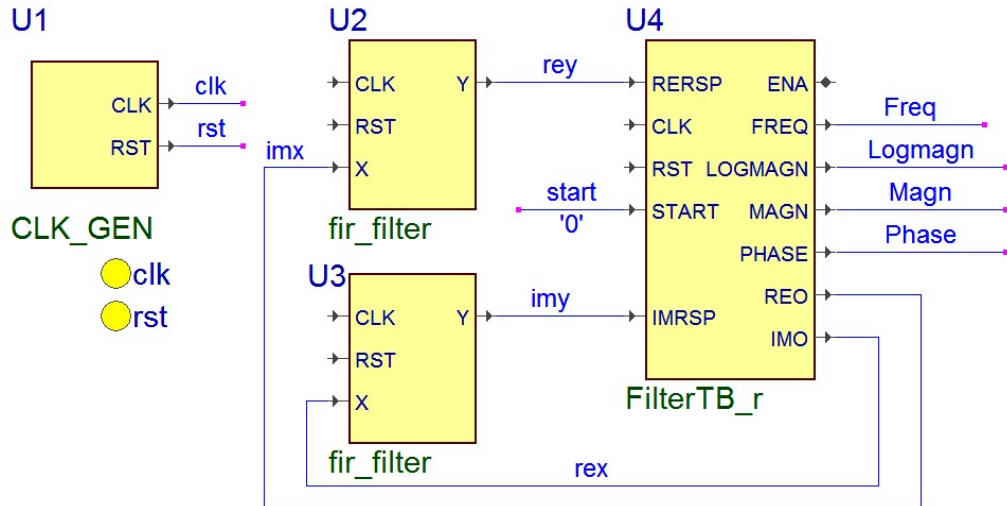 U1
CLK
RST
clk
rst
CLK_GEN
clk
rst
U2
CLK
RST
X
Y
imx
fir_filter
rey
U3
CLK
RST
X
Y
fir_filter
imy
rex
start
'0'
U4
RERSP
CLK
RST
START
IMRSP
ENA
FREQ
LOGMAGN
MAGN
PHASE
REO
IMO
FilterTB_r
Freq
Logmagn
Magn
Phase